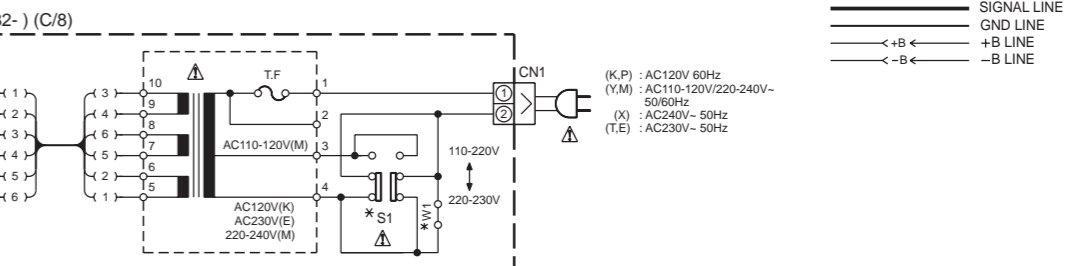 32- ) (C/8)
SIGNAL LINE
GND LINE
+B +B LINE
-B -B LINE
CN1
T.F
10 1
1 3 9
2 4 2
3 6 8
4 5 7 AC110-120V(M) 3
5 2 6
6 1 5 4
1
2
(K,P) : AC120V 60Hz
(Y,M) : AC110-120V/220-240V~
50/60Hz
(X) : AC240V~ 50Hz
(T,E) : AC230V~ 50Hz
110-220V
220-230V
AC120V(K)
AC230V(E)
220-240V(M)
* S1
*W1